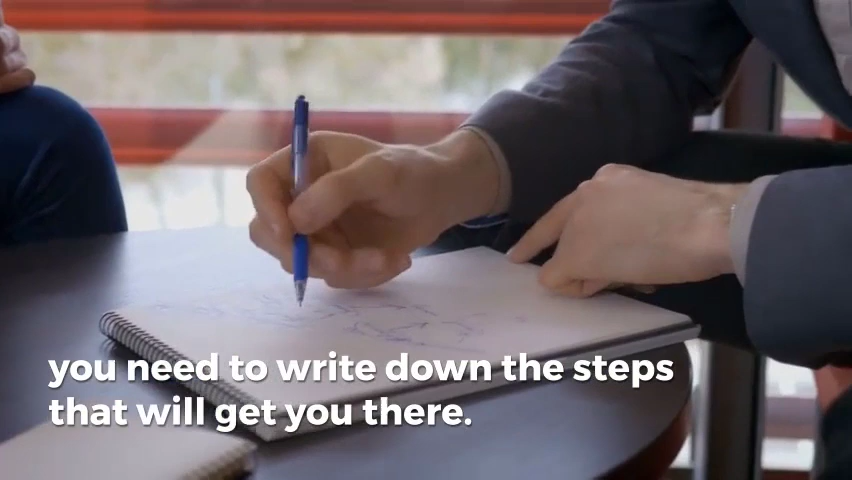 you need to write down the steps
that will get you there.